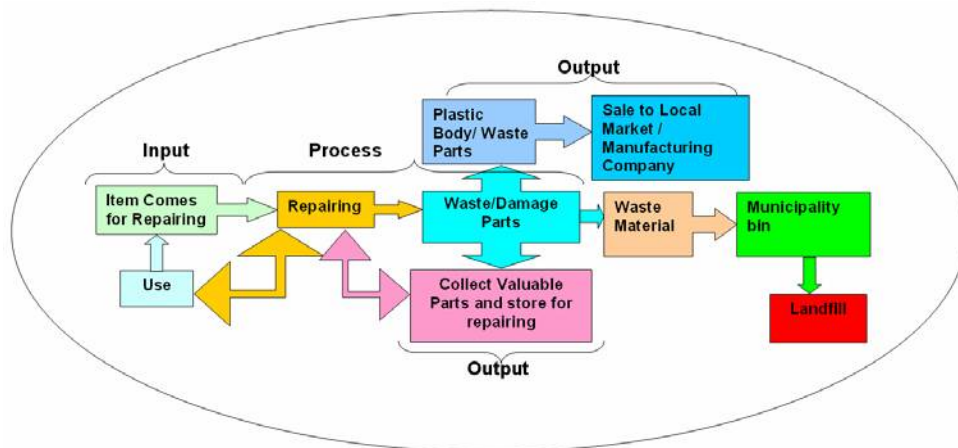 Output
Plastic
Body/ Waste
Parts
Sale to Local
Market /
Manufacturing
Company
Input
Process
Item Comes
for Repairing
Repairing
Waste/Damage
Parts
Waste
Material
Municipality
bin
Use
Collect Valuable
Parts and store for
repairing
Landfill
Output